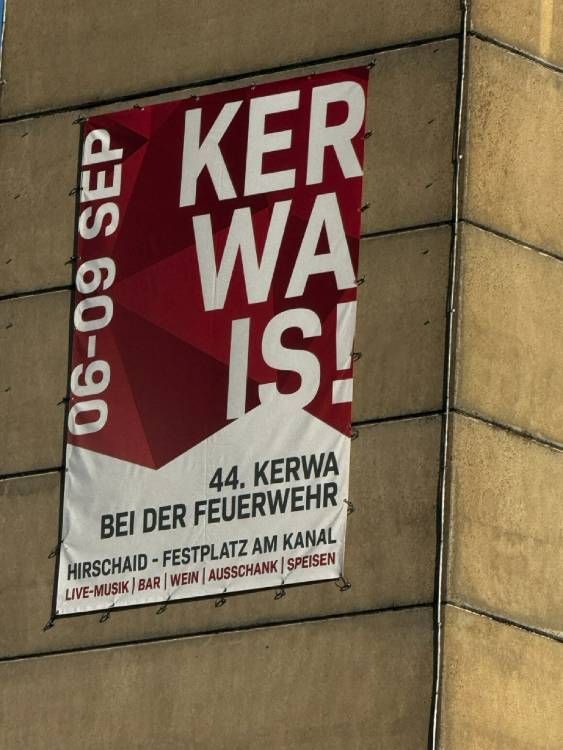 06-09 SEP
KER
WA
IS!
44. KERWA
BEI DER FEUERWEHR
HIRSCHAID - FESTPLATZ AM KANAL
LIVE-MUSIK | BAR | WEIN | AUSSCHANK | SPEISEN